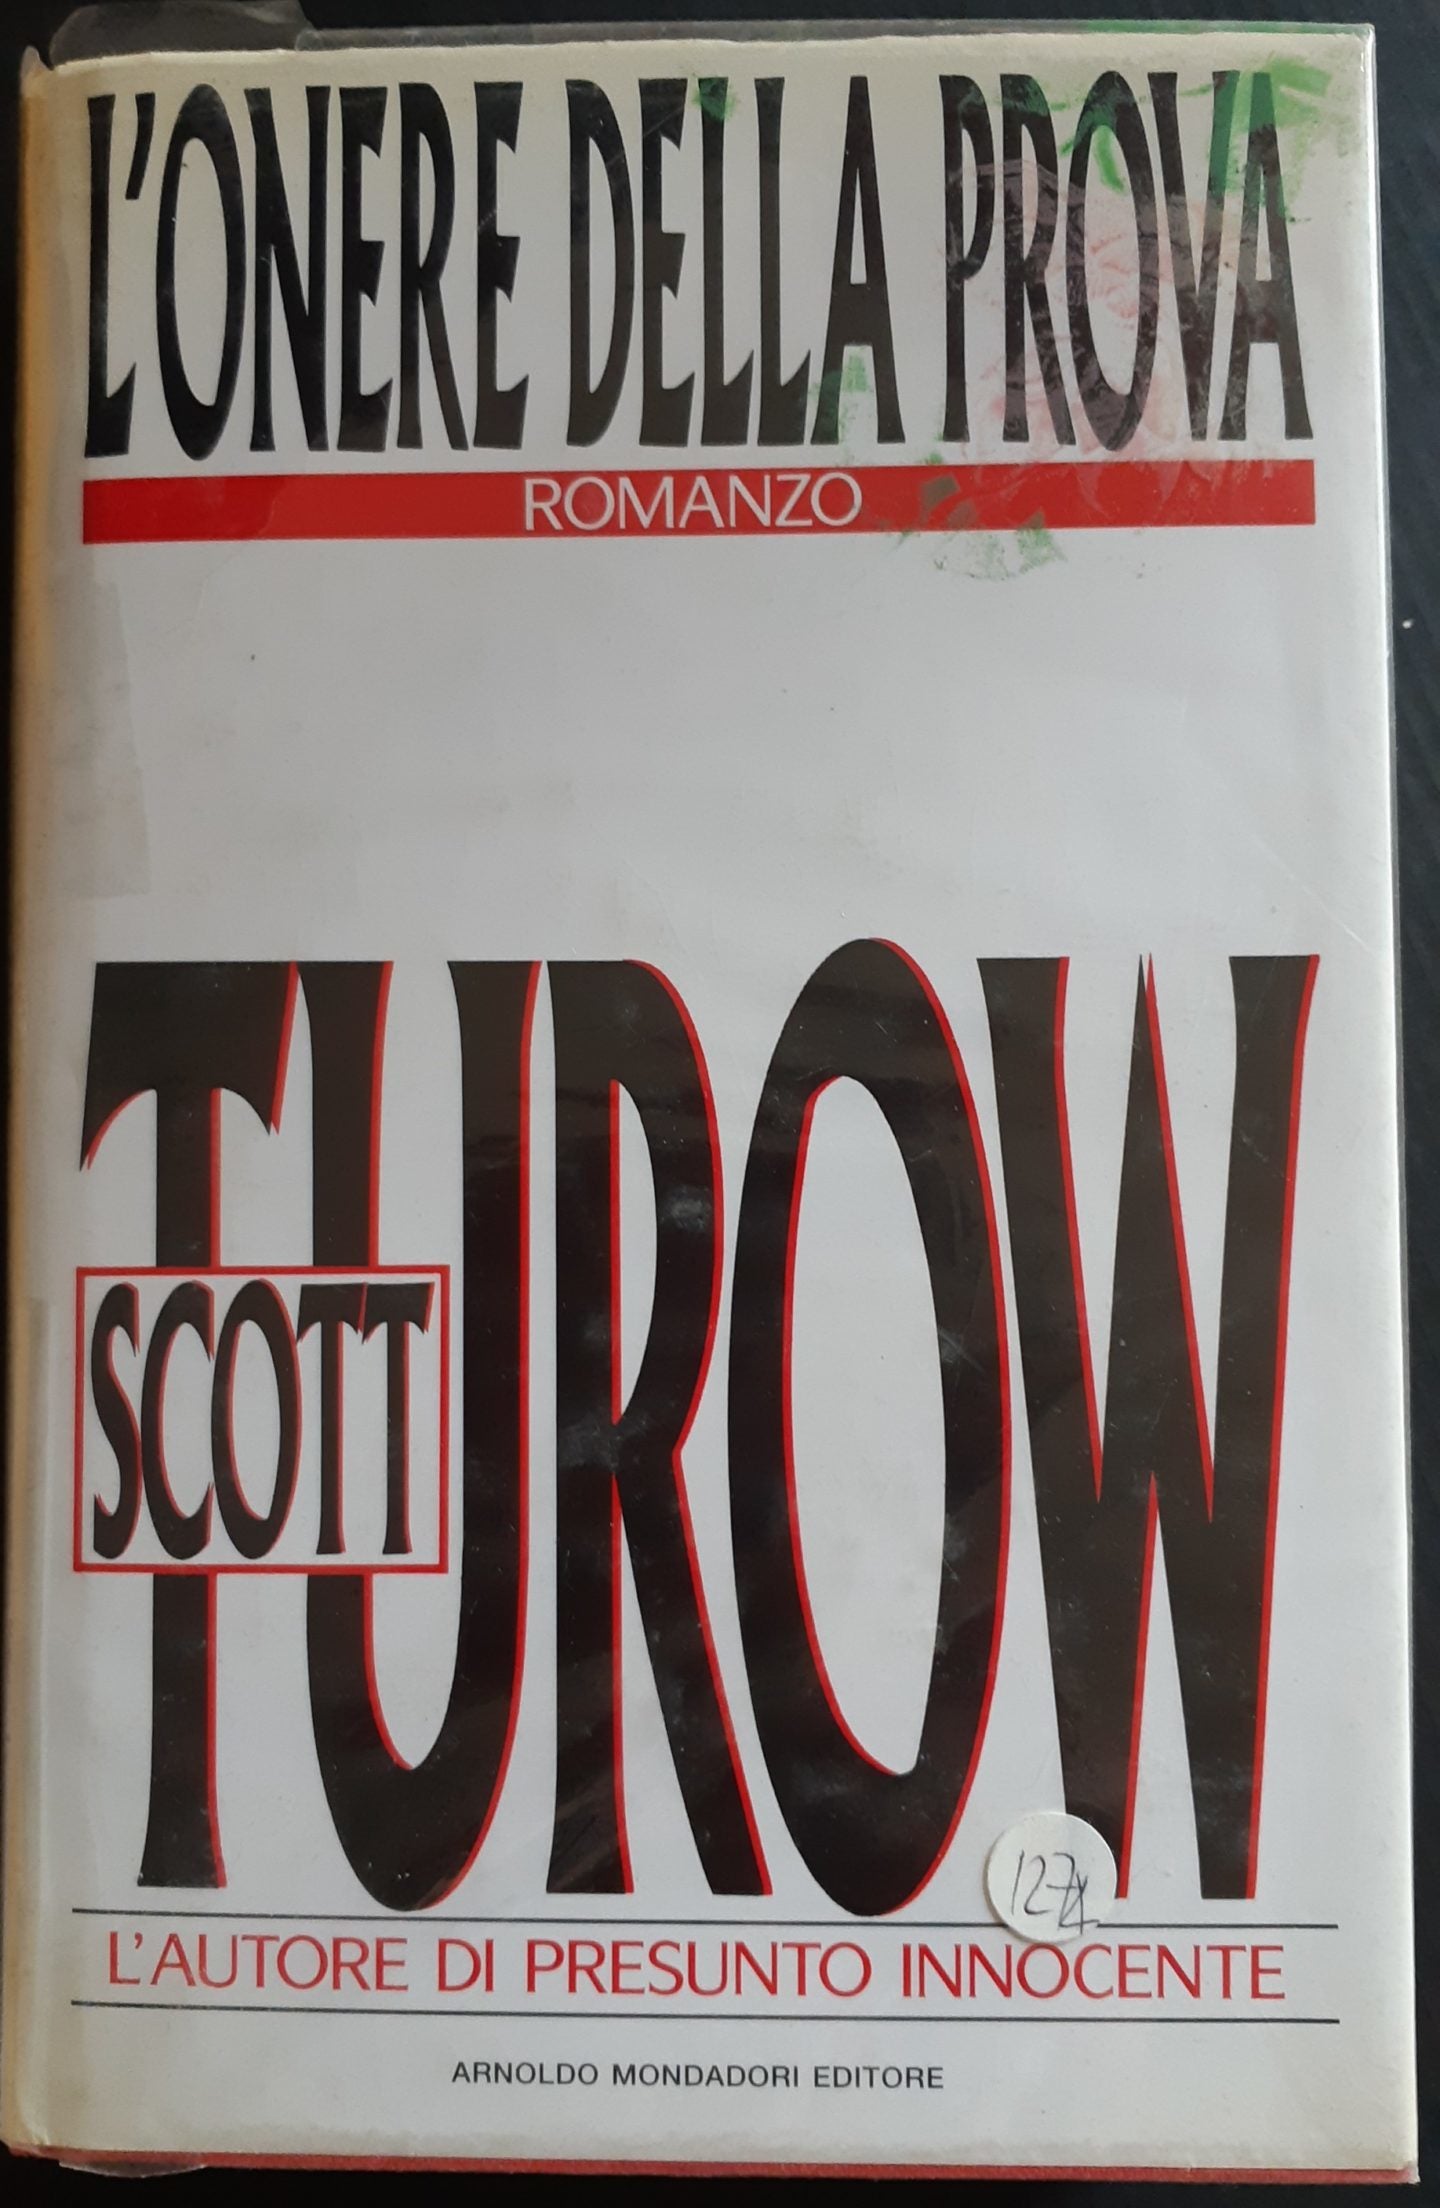 L'ONERE DELLA PROVA
ROMANZO
SCOTT
TUROW
L'AUTORE DI PRESUNTO INNOCENTE
ARNOLDO MONDADORI EDITORE